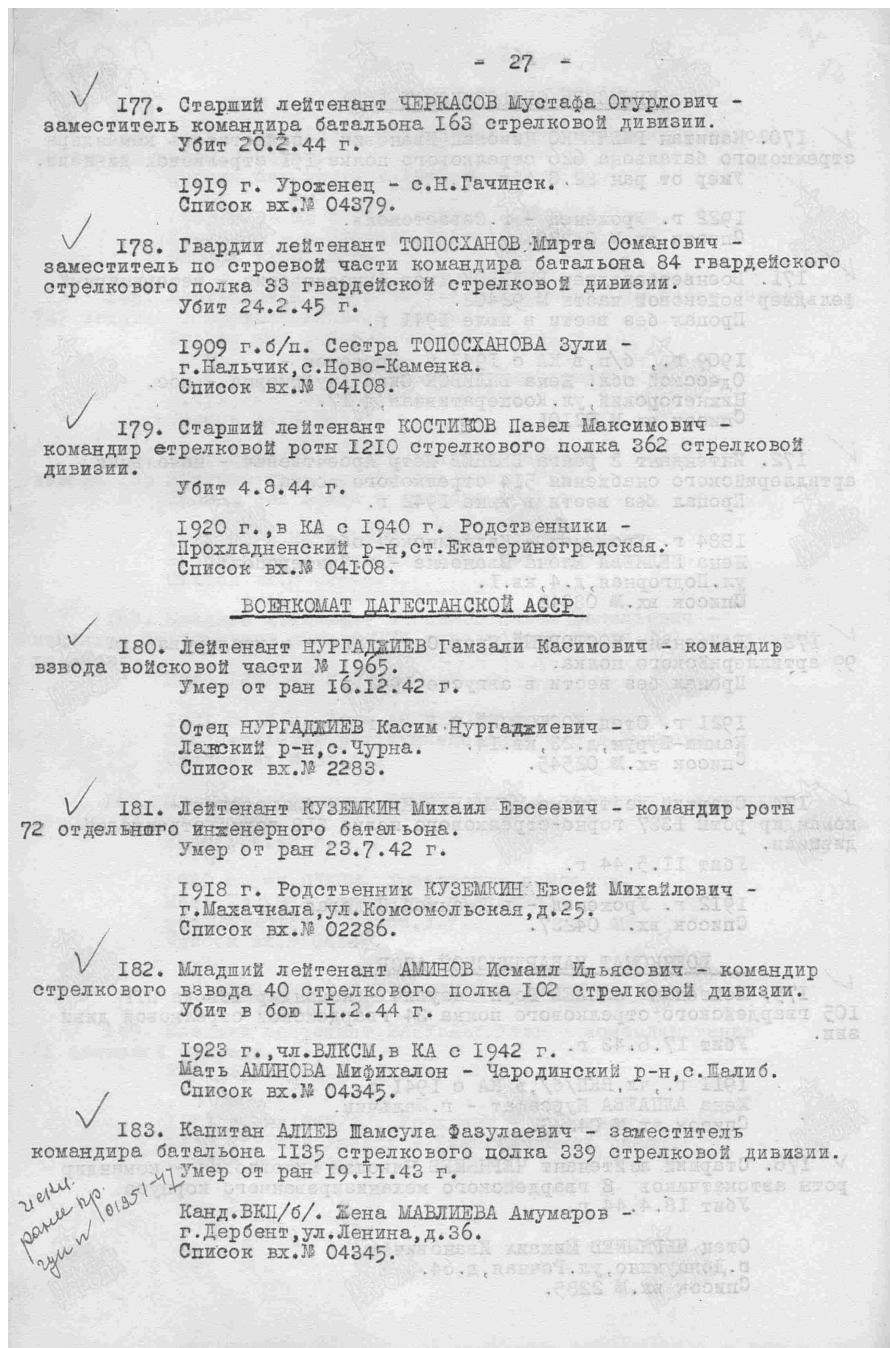 - 27 -
177. Старший лейтенант ЧЕРКАСОВ Мустафа Огурлович -
заместитель командира батальона 163 стрелковой дивизии.
Убит 20.2.44 г.
1919 г. Уроженец - с.Н.Гачинск.
Список вх.№ 04379.
178. Гвардии лейтенант ТОПОСХАНОВ Мирта Османович -
заместитель по строевой части командира батальона 84 гвардейского
стрелкового полка 33 гвардейской стрелковой дивизии.
Убит 24.2.45 г.
1909 г.б/п. Сестра ТОПОСХАНОВА Зули -
г.Нальчик,с.Ново-Каменка.
Список вх.№ 04108.
179. Старший лейтенант КОСТИКОВ Павел Максимович -
командир стрелковой роты 1210 стрелкового полка 362 стрелковой
дивизии.
Убит 4.8.44 г.
1920 г.,в КА с 1940 г. Родственники -
Прохладненский р-н,ст.Екатериноградская.
Список вх.№ 04108.
ВОЕНКОМАТ ДАГЕСТАНСКОЙ АССР
180. Лейтенант НУРГАДЖИЕВ Гамзали Касимович - командир
взвода войсковой части № 1965.
Умер от ран 16.12.42 г.
Отец НУРГАДЖИЕВ Касим Нургаджиевич -
Лакский р-н,с.Чурна.
Список вх.№ 2283.
181. Лейтенант КУЗЕМКИН Михаил Евсеевич - командир роты
72 отдельного инженерного батальона.
Умер от ран 23.7.42 г.
1918 г. Родственник КУЗЕМКИН Евсей Михайлович -
г.Махачкала,ул.Комсомольская,д.25.
Список вх.№ 02286.
182. Младший лейтенант АМИНОВ Исмаил Ильясович - командир
стрелкового взвода 40 стрелкового полка 102 стрелковой дивизии.
Убит в бою II.2.44 г.
1923 г.,чл.ВЛКСМ,в КА с 1942 г.
Мать АМИНОВА Мифихалон - Чародинский р-н,с.Шалиб.
Список вх.№ 04345.
183. Капитан АЛИЕВ Шамсула Фазулаевич - заместитель
командира батальона II35 стрелкового полка 339 стрелковой дивизии.
Умер от ран 19.II.43 г.
Канд.ВКП/б/. Жена МАВЛИЕВА Амумаров -
г.Дербент,ул.Ленина,д.36.
Список вх.№ 04345.
искл.
ранее пр.
гук № 01951-47